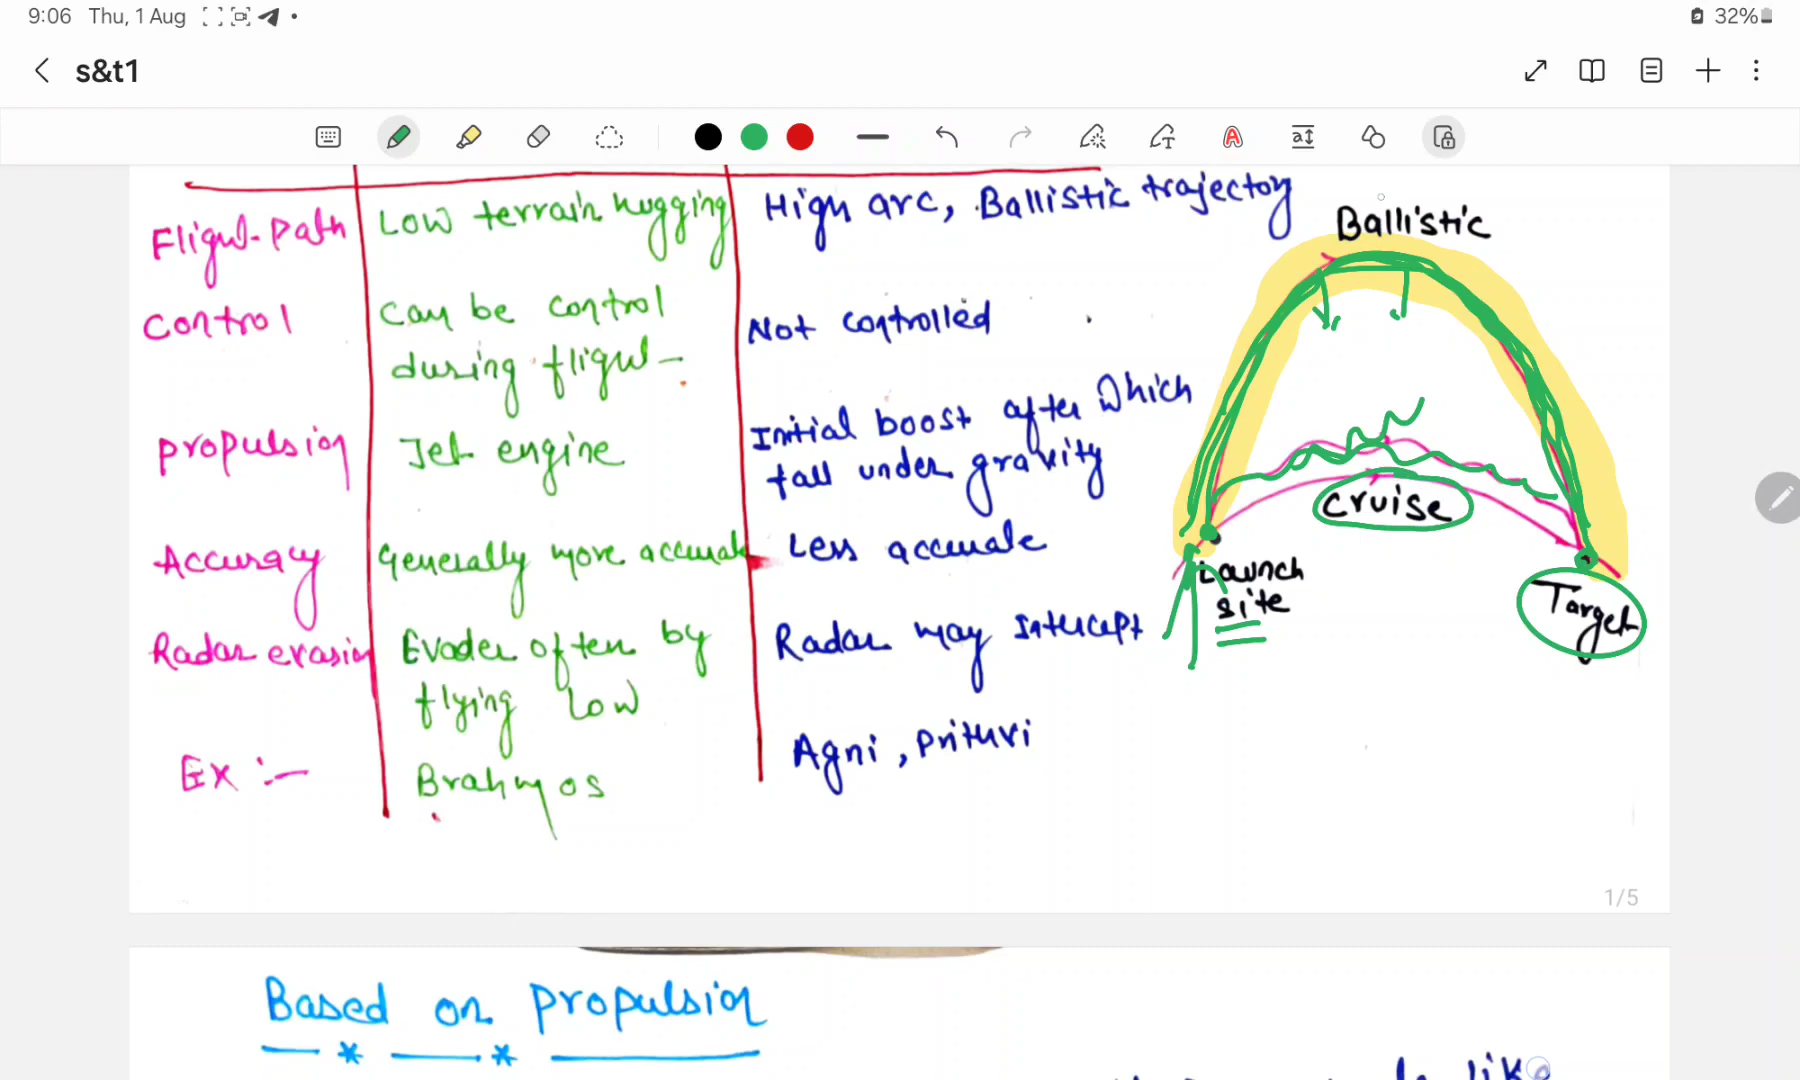 9:06 Thu, 1 Aug
32%
s&t1
Fligul-Path Low terrain hugging High arc, Ballistic trajectory
Ballistic
Control Can be control Not controlled
during fligul-
Propulsion Jet engine Initial boost after Which
fall under gravity
cruise
Accuracy Generally more accurate Less accurate
Launch
site
Target
Radar evasion Evades often by Radar may Intercept
flying Low
Ex :- Brahmos Agni, Prithvi
1/5
Based on Propulsion
like